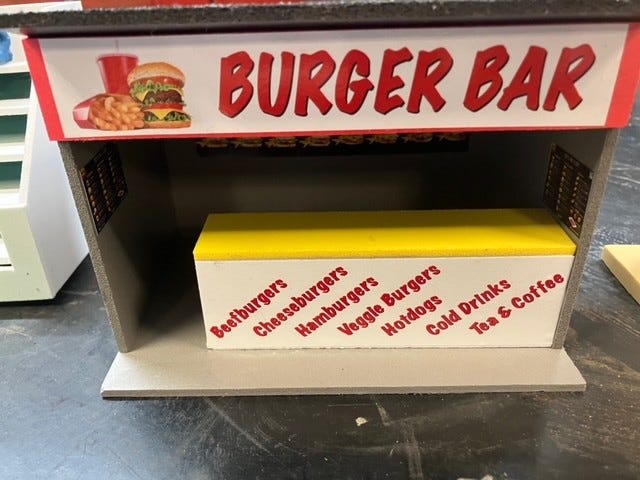 BURGER BAR
Beefburgers
Cheeseburgers
Hamburgers
Veggie Burgers
Hotdogs
Cold Drinks
Tea & Coffee